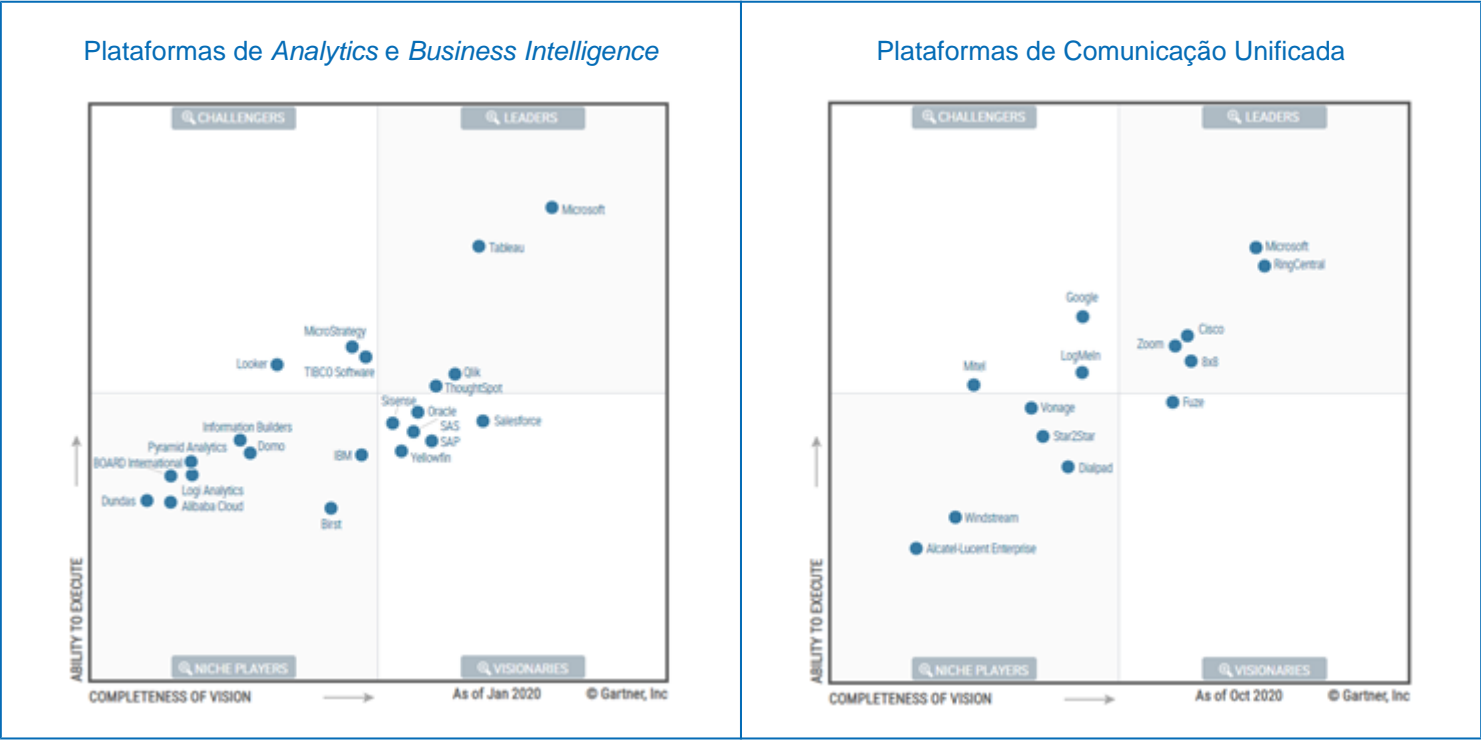 Plataformas de Analytics e Business Intelligence
CHALLENGERS
LEADERS
Microsoft
Tableau
MicroStrategy
Looker
TIBCO Software
Qlik
ThoughtSpot
Sisense
Oracle
Salesforce
SAS
SAP
Yellowfin
Information Builders
Domo
Pyramid Analytics
IBM
BOARD International
Logi Analytics
Dundas
Alibaba Cloud
Birst
ABILITY TO EXECUTE
NICHE PLAYERS
VISIONARIES
COMPLETENESS OF VISION
As of Jan 2020
© Gartner, Inc
Plataformas de Comunicação Unificada
CHALLENGERS
LEADERS
Microsoft
RingCentral
Google
Cisco
Zoom
LogMeIn
8x8
Mitel
Fuze
Vonage
Star2Star
Dialpad
Windstream
Alcatel-Lucent Enterprise
ABILITY TO EXECUTE
NICHE PLAYERS
VISIONARIES
COMPLETENESS OF VISION
As of Oct 2020
© Gartner, Inc